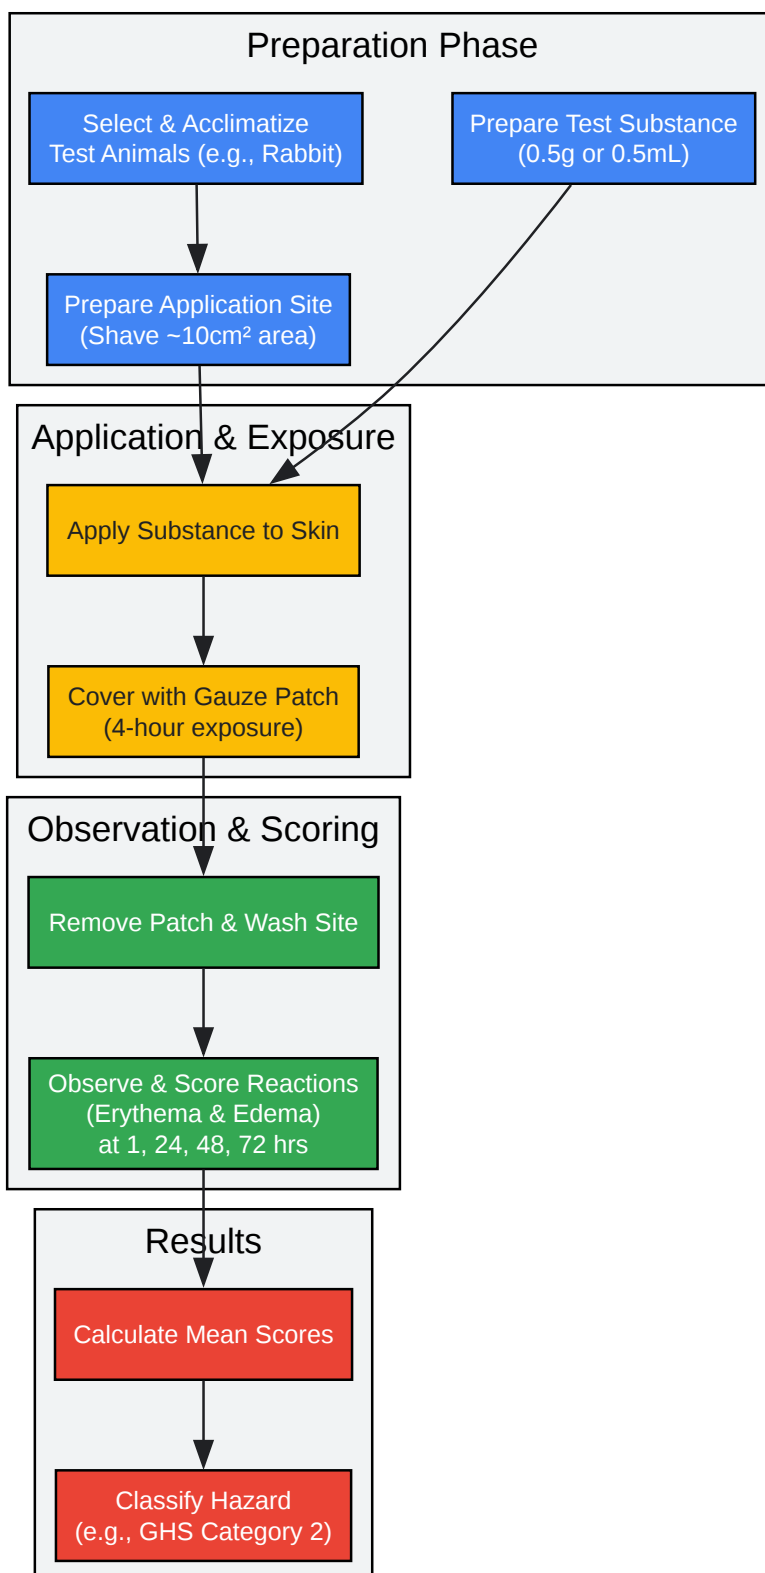 Preparation Phase
Select & Acclimatize
Test Animals (e.g., Rabbit)
Prepare Test Substance
(0.5g or 0.5mL)
Prepare Application Site
(Shave ~10cm² area)
Application & Exposure
Apply Substance to Skin
Cover with Gauze Patch
(4-hour exposure)
Observation & Scoring
Remove Patch & Wash Site
Observe & Score Reactions
(Erythema & Edema)
at 1, 24, 48, 72 hrs
Results
Calculate Mean Scores
Classify Hazard
(e.g., GHS Category 2)